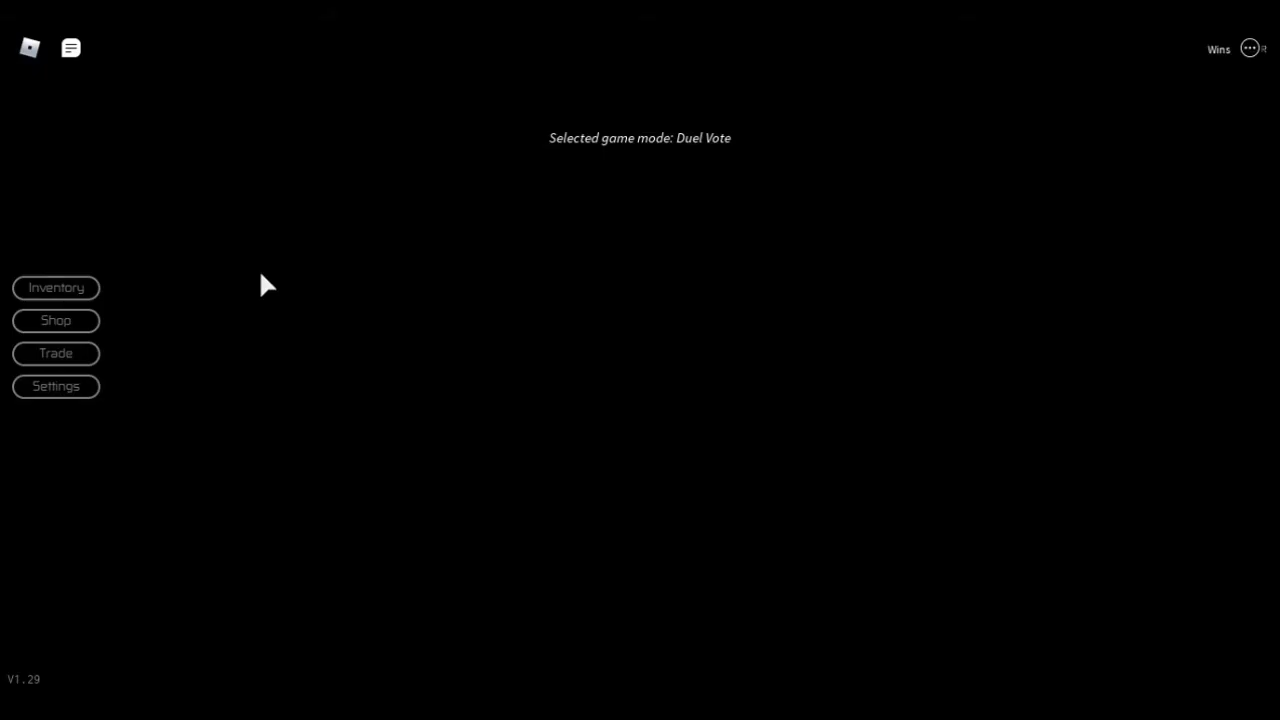 Wins
R
Selected game mode: Duel Vote
Inventory
Shop
Trade
Settings
V1.29